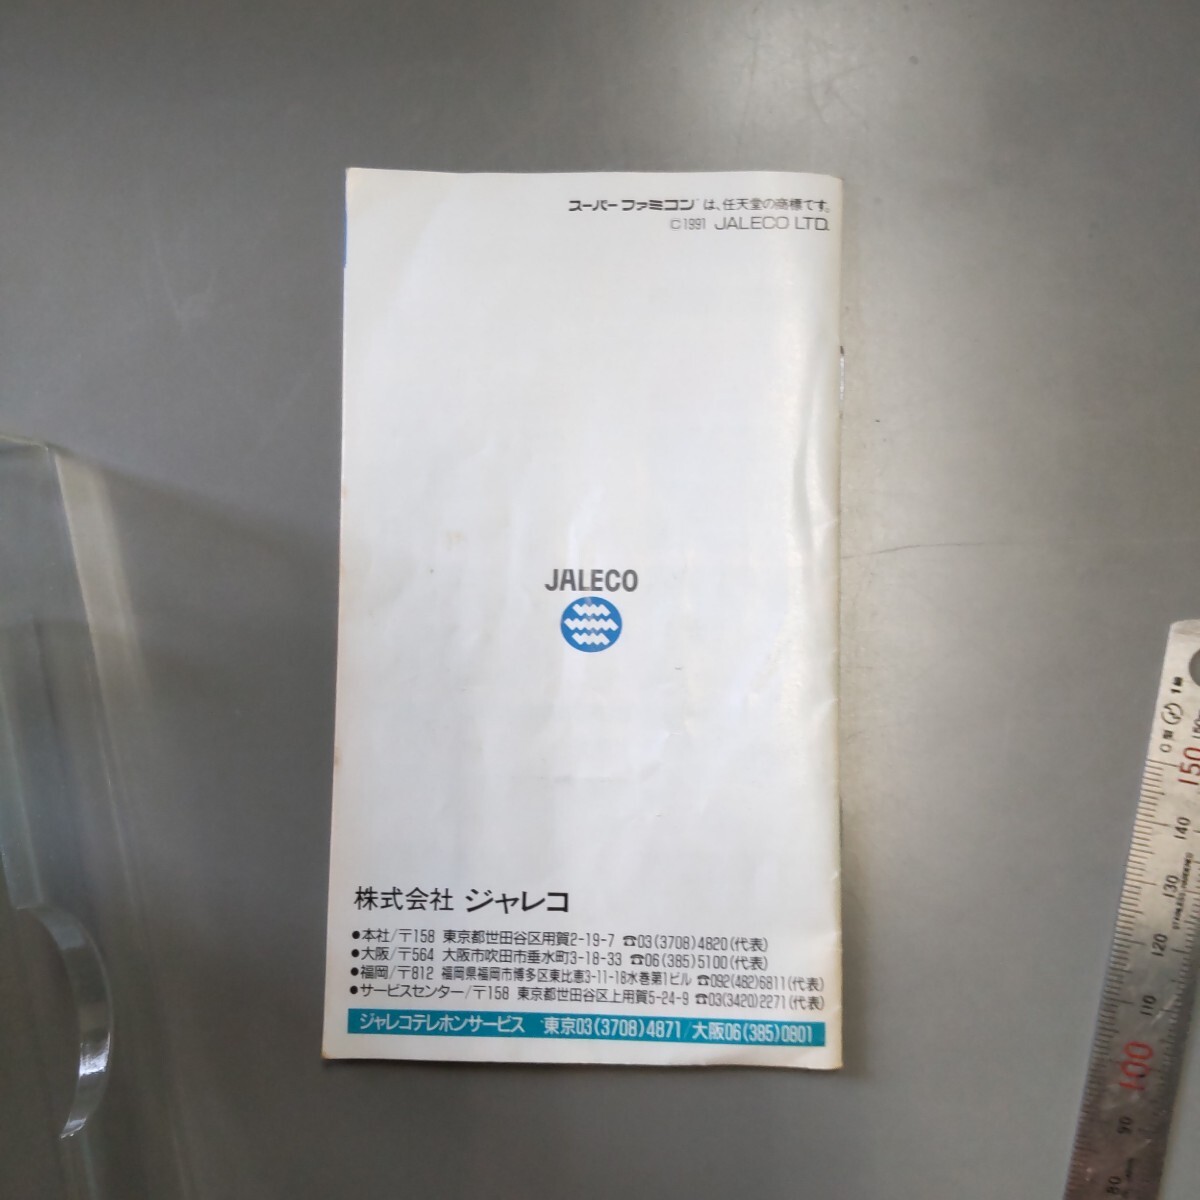 スーパーファミコン は、任天堂の商標です。
©1991 JALECO LTD.
JALECO
株式会社 ジャレコ
●本社/〒158 東京都世田谷区用賀2-19-7 ☎03(3708)4820(代表)
●大阪/〒564 大阪市吹田市垂水町3-18-33 ☎06(385)5100(代表)
●福岡/〒812 福岡県福岡市博多区東比恵3-11-18水巻第1ビル ☎092(482)6811(代表)
●サービスセンター/〒158 東京都世田谷区上用賀5-24-9 ☎03(3420)2271(代表)
ジャレコテレホンサービス 東京03(3708)4871/大阪06(385)0801
1級
C型
150
140
130
120
110
100
90
80